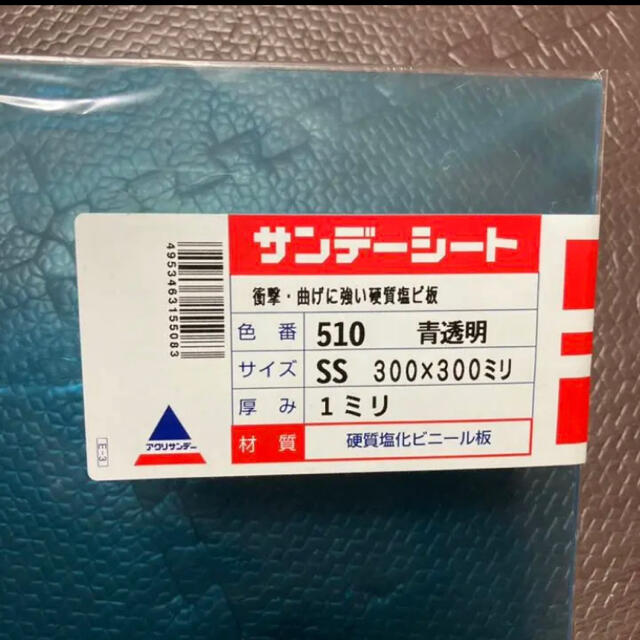 サンデーシート
衝撃・曲げに強い硬質塩ビ板
色番 510 青透明
サイズ SS 300×300ミリ
厚み 1ミリ
材質 硬質塩化ビニール板
4953463155083
アクリサンデー
E-3